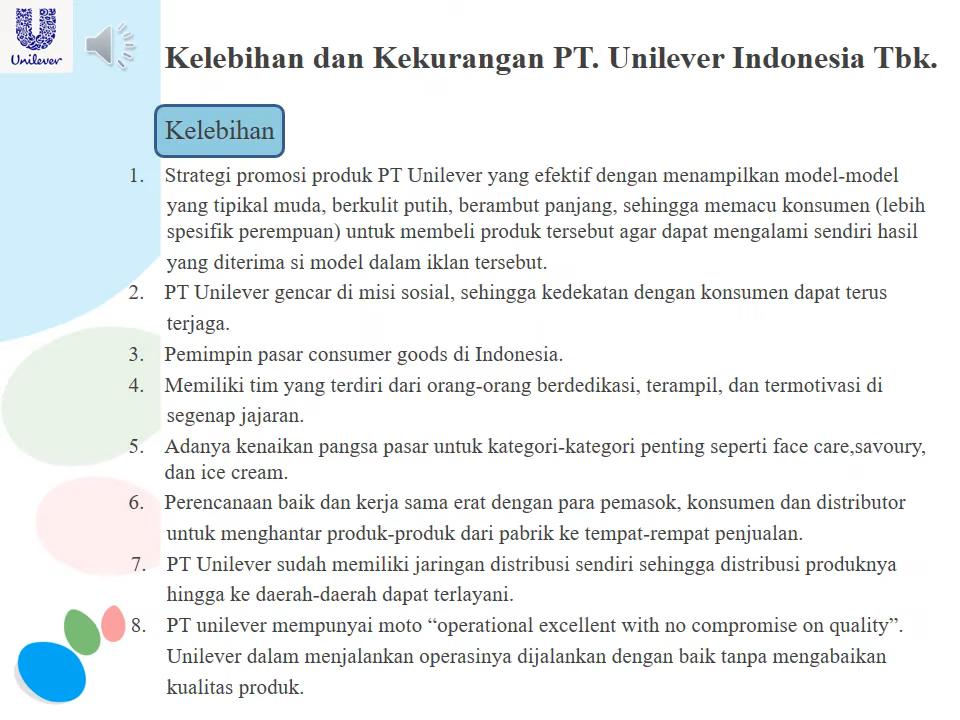 Unilever
Kelebihan dan Kekurangan PT. Unilever Indonesia Tbk.
Kelebihan
1. Strategi promosi produk PT Unilever yang efektif dengan menampilkan model-model
yang tipikal muda, berkulit putih, berambut panjang, sehingga memacu konsumen (lebih
spesifik perempuan) untuk membeli produk tersebut agar dapat mengalami sendiri hasil
yang diterima si model dalam iklan tersebut.
2. PT Unilever gencar di misi sosial, sehingga kedekatan dengan konsumen dapat terus
terjaga.
3. Pemimpin pasar consumer goods di Indonesia.
4. Memiliki tim yang terdiri dari orang-orang berdedikasi, terampil, dan termotivasi di
segenap jajaran.
5. Adanya kenaikan pangsa pasar untuk kategori-kategori penting seperti face care,savoury,
dan ice cream.
6. Perencanaan baik dan kerja sama erat dengan para pemasok, konsumen dan distributor
untuk menghantar produk-produk dari pabrik ke tempat-rempat penjualan.
7. PT Unilever sudah memiliki jaringan distribusi sendiri sehingga distribusi produknya
hingga ke daerah-daerah dapat terlayani.
8. PT unilever mempunyai moto “operational excellent with no compromise on quality”.
Unilever dalam menjalankan operasinya dijalankan dengan baik tanpa mengabaikan
kualitas produk.